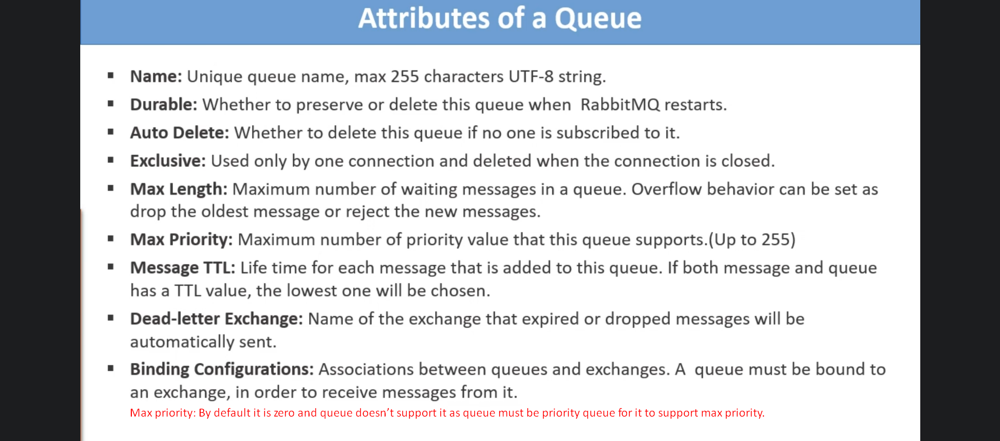 Attributes of a Queue
▪ Name: Unique queue name, max 255 characters UTF-8 string.
▪ Durable: Whether to preserve or delete this queue when  RabbitMQ restarts.
▪ Auto Delete: Whether to delete this queue if no one is subscribed to it.
▪ Exclusive: Used only by one connection and deleted when the connection is closed.
▪ Max Length: Maximum number of waiting messages in a queue. Overflow behavior can be set as
drop the oldest message or reject the new messages.
▪ Max Priority: Maximum number of priority value that this queue supports.(Up to 255)
▪ Message TTL: Life time for each message that is added to this queue. If both message and queue
has a TTL value, the lowest one will be chosen.
▪ Dead-letter Exchange: Name of the exchange that expired or dropped messages will be
automatically sent.
▪ Binding Configurations: Associations between queues and exchanges. A  queue must be bound to
an exchange, in order to receive messages from it.
Max priority: By default it is zero and queue doesn’t support it as queue must be priority queue for it to support max priority.